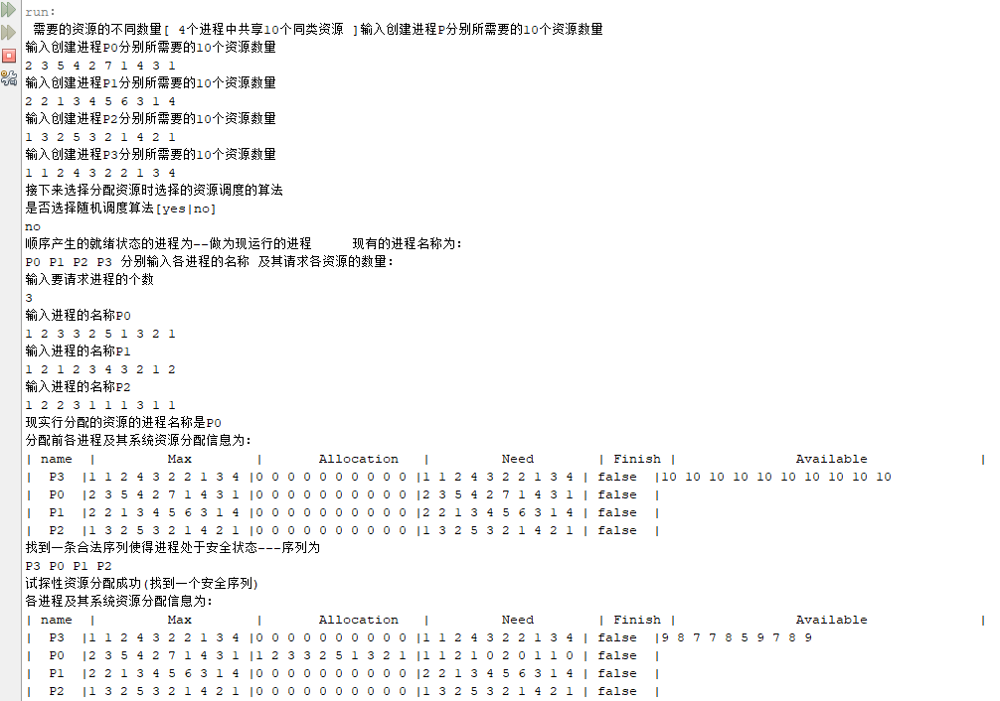 run:
需要的资源的不同数量[ 4个进程中共享10个同类资源 ]输入创建进程P分别所需要的10个资源数量
输入创建进程P0分别所需要的10个资源数量
2 3 5 4 2 7 1 4 3 1
输入创建进程P1分别所需要的10个资源数量
2 2 1 3 4 5 6 3 1 4
输入创建进程P2分别所需要的10个资源数量
1 3 2 5 3 2 1 4 2 1
输入创建进程P3分别所需要的10个资源数量
1 1 2 4 3 2 2 1 3 4
接下来选择分配资源时选择的资源调度的算法
是否选择随机调度算法[yes|no]
no
顺序产生的就绪状态的进程为--做为现运行的进程     现有的进程名称为:
P0 P1 P2 P3 分别输入各进程的名称 及其请求各资源的数量:
输入要请求进程的个数
3
输入进程的名称P0
1 2 3 3 2 5 1 3 2 1
输入进程的名称P1
1 2 1 2 3 4 3 2 1 2
输入进程的名称P2
1 2 2 3 1 1 1 3 1 1
现实行分配的资源的进程名称是P0
分配前各进程及其系统资源分配信息为:
| name  |         Max        |       Allocation   |         Need        | Finish |               Available              |
|  P3  |1 1 2 4 3 2 2 1 3 4 |0 0 0 0 0 0 0 0 0 0 |1 1 2 4 3 2 2 1 3 4 | false  |10 10 10 10 10 10 10 10 10 10
|  P0  |2 3 5 4 2 7 1 4 3 1 |0 0 0 0 0 0 0 0 0 0 |2 3 5 4 2 7 1 4 3 1 | false  |
|  P1  |2 2 1 3 4 5 6 3 1 4 |0 0 0 0 0 0 0 0 0 0 |2 2 1 3 4 5 6 3 1 4 | false  |
|  P2  |1 3 2 5 3 2 1 4 2 1 |0 0 0 0 0 0 0 0 0 0 |1 3 2 5 3 2 1 4 2 1 | false  |
找到一条合法序列使得进程处于安全状态---序列为
P3 P0 P1 P2
试探性资源分配成功(找到一个安全序列)
各进程及其系统资源分配信息为:
| name  |         Max        |       Allocation   |         Need        | Finish |               Available              |
|  P3  |1 1 2 4 3 2 2 1 3 4 |0 0 0 0 0 0 0 0 0 0 |1 1 2 4 3 2 2 1 3 4 | false  |9 8 7 7 8 5 9 7 8 9
|  P0  |2 3 5 4 2 7 1 4 3 1 |1 2 3 3 2 5 1 3 2 1 |1 1 2 1 0 2 0 1 1 0 | false  |
|  P1  |2 2 1 3 4 5 6 3 1 4 |0 0 0 0 0 0 0 0 0 0 |2 2 1 3 4 5 6 3 1 4 | false  |
|  P2  |1 3 2 5 3 2 1 4 2 1 |0 0 0 0 0 0 0 0 0 0 |1 3 2 5 3 2 1 4 2 1 | false  |